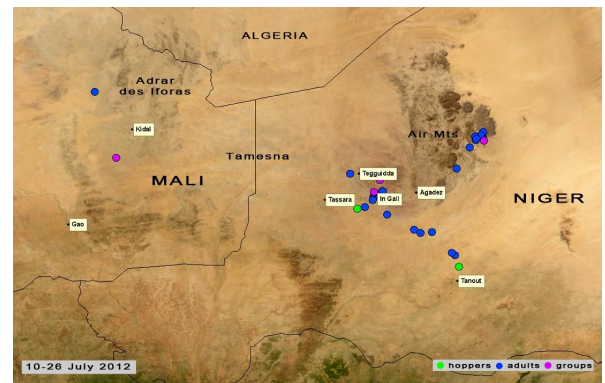 ALGERIA
Adrar
des Iforas
Kidal
Air Mts
Tamesna
Tegguidda
MALI
Tassara
In Gall
Agadez
NIGER
Gao
Tanout
10-26 July 2012
hoppers adults groups